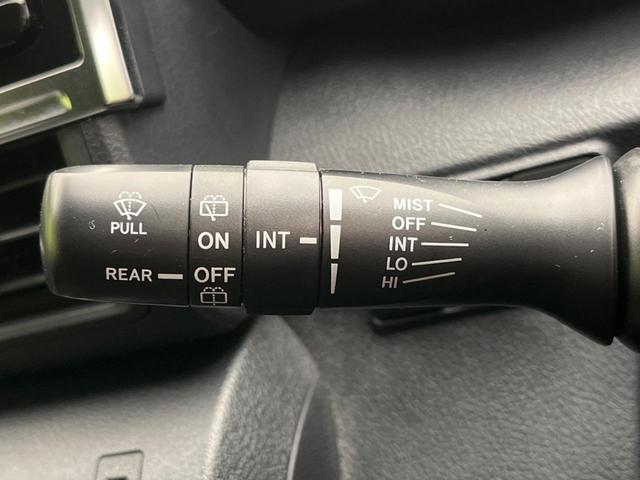 PULL
REAR
ON
OFF
INT
MIST
OFF
INT
LO
HI